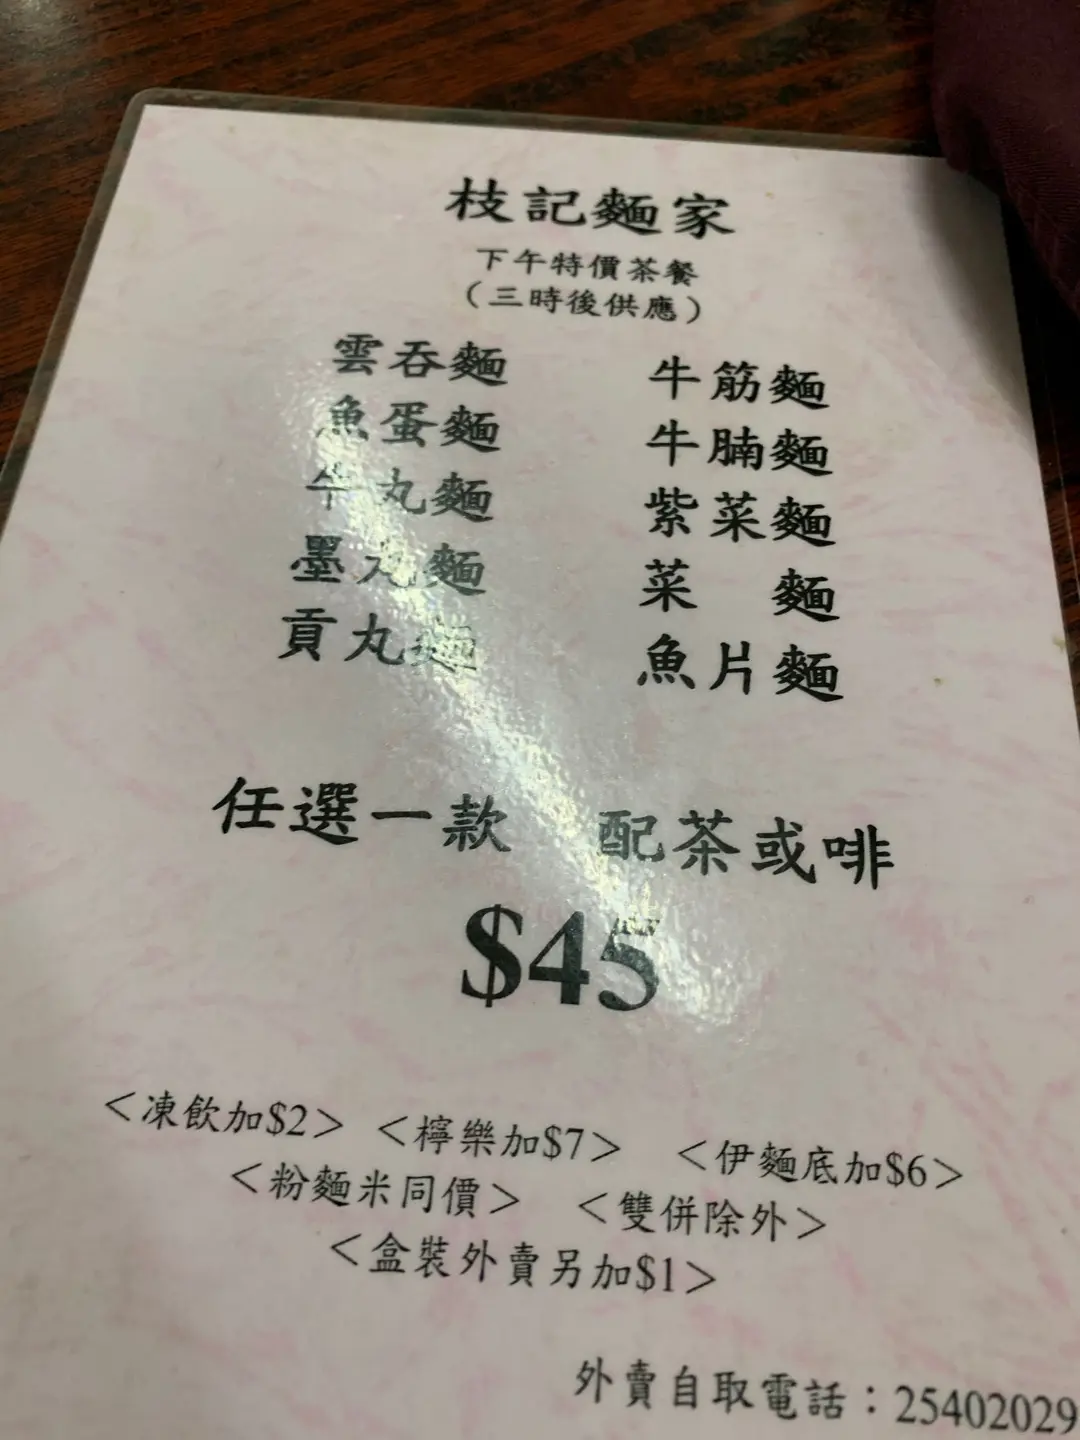 枝記麵家
下午特價茶餐
（三時後供應）
雲吞麵 牛筋麵
魚蛋麵 牛腩麵
牛丸麵 紫菜麵
墨丸麵 菜 麵
貢丸麵 魚片麵
任選一款 配茶或啡
$45
<凍飲加$2> <檸樂加$7> <伊麵底加$6>
<粉麵米同價> <雙併除外>
<盒裝外賣另加$1>
外賣自取電話：25402029